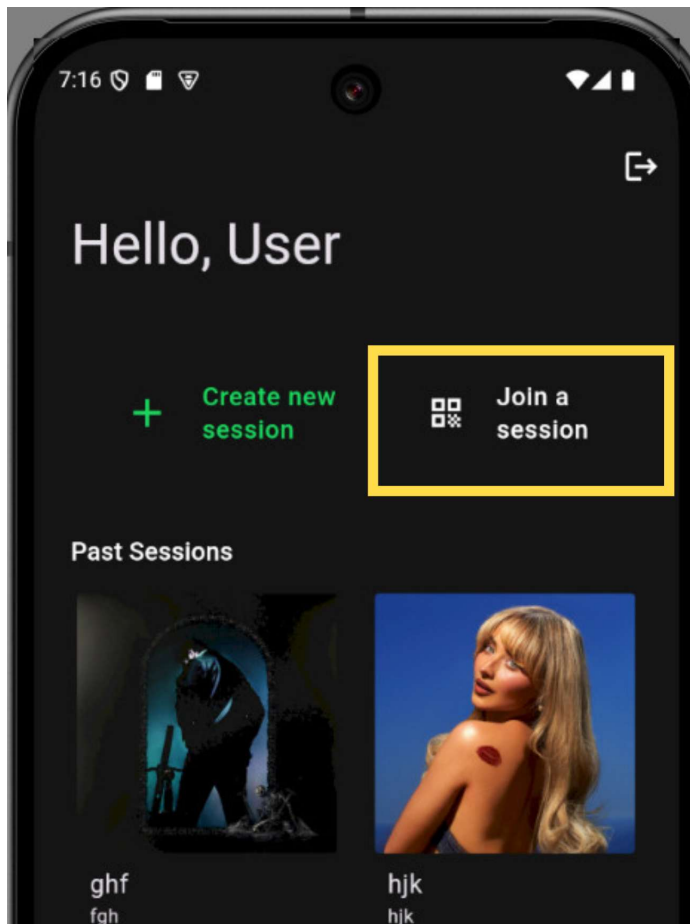 7:16
Hello, User
Create new
session
Join a
session
Past Sessions
ghf
fgh
hjk
hjk